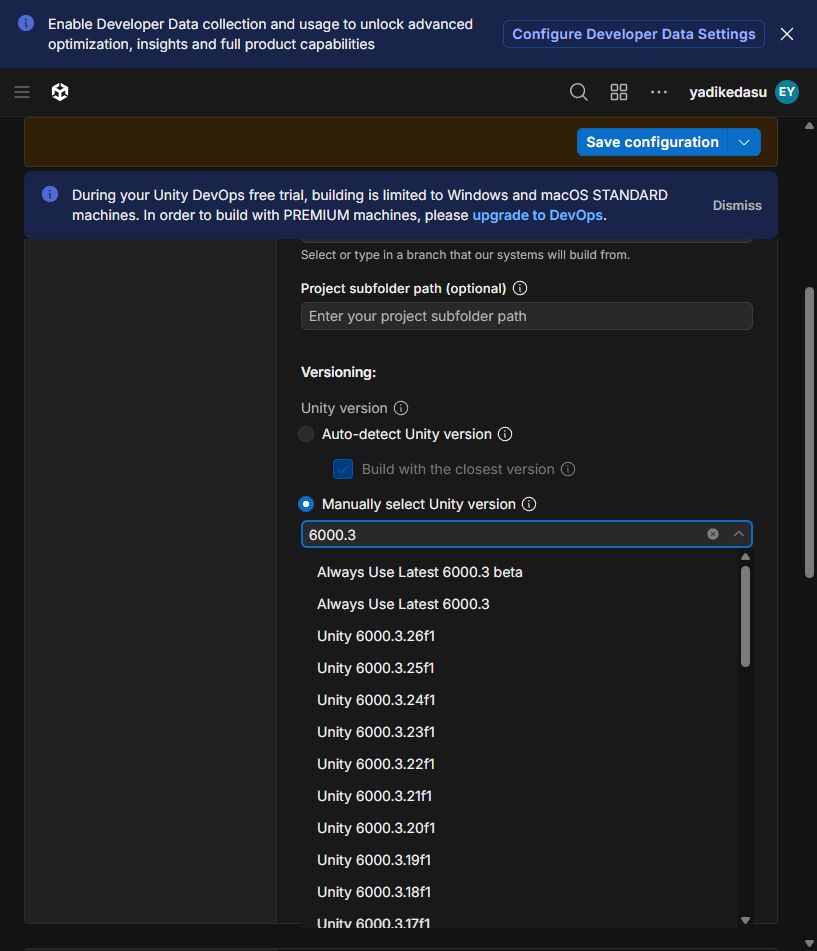 Enable Developer Data collection and usage to unlock advanced
optimization, insights and full product capabilities
Configure Developer Data Settings
yadikedasu
EY
Save configuration
During your Unity DevOps free trial, building is limited to Windows and macOS STANDARD
machines. In order to build with PREMIUM machines, please upgrade to DevOps.
Dismiss
Select or type in a branch that our systems will build from.
Project subfolder path (optional)
Enter your project subfolder path
Versioning:
Unity version
Auto-detect Unity version
Build with the closest version
Manually select Unity version
6000.3
Always Use Latest 6000.3 beta
Always Use Latest 6000.3
Unity 6000.3.26f1
Unity 6000.3.25f1
Unity 6000.3.24f1
Unity 6000.3.23f1
Unity 6000.3.22f1
Unity 6000.3.21f1
Unity 6000.3.20f1
Unity 6000.3.19f1
Unity 6000.3.18f1
Unity 6000.3.17f1